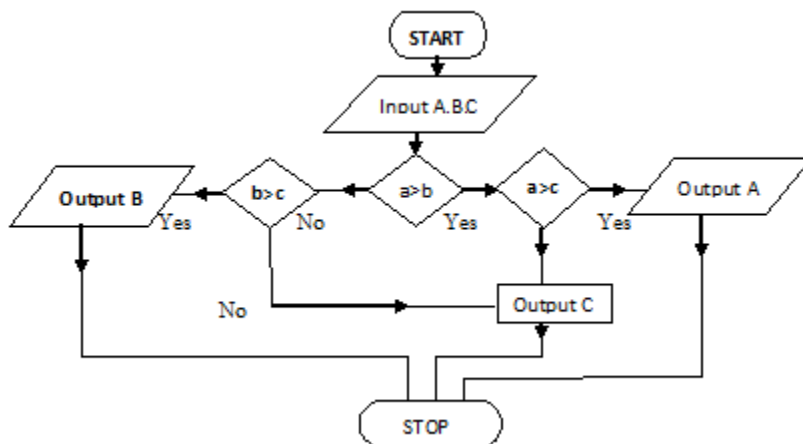 START
Input A.B.C
Output B
b>c
a>b
a>c
Output A
Yes
No
Yes
Yes
No
Output C
STOP